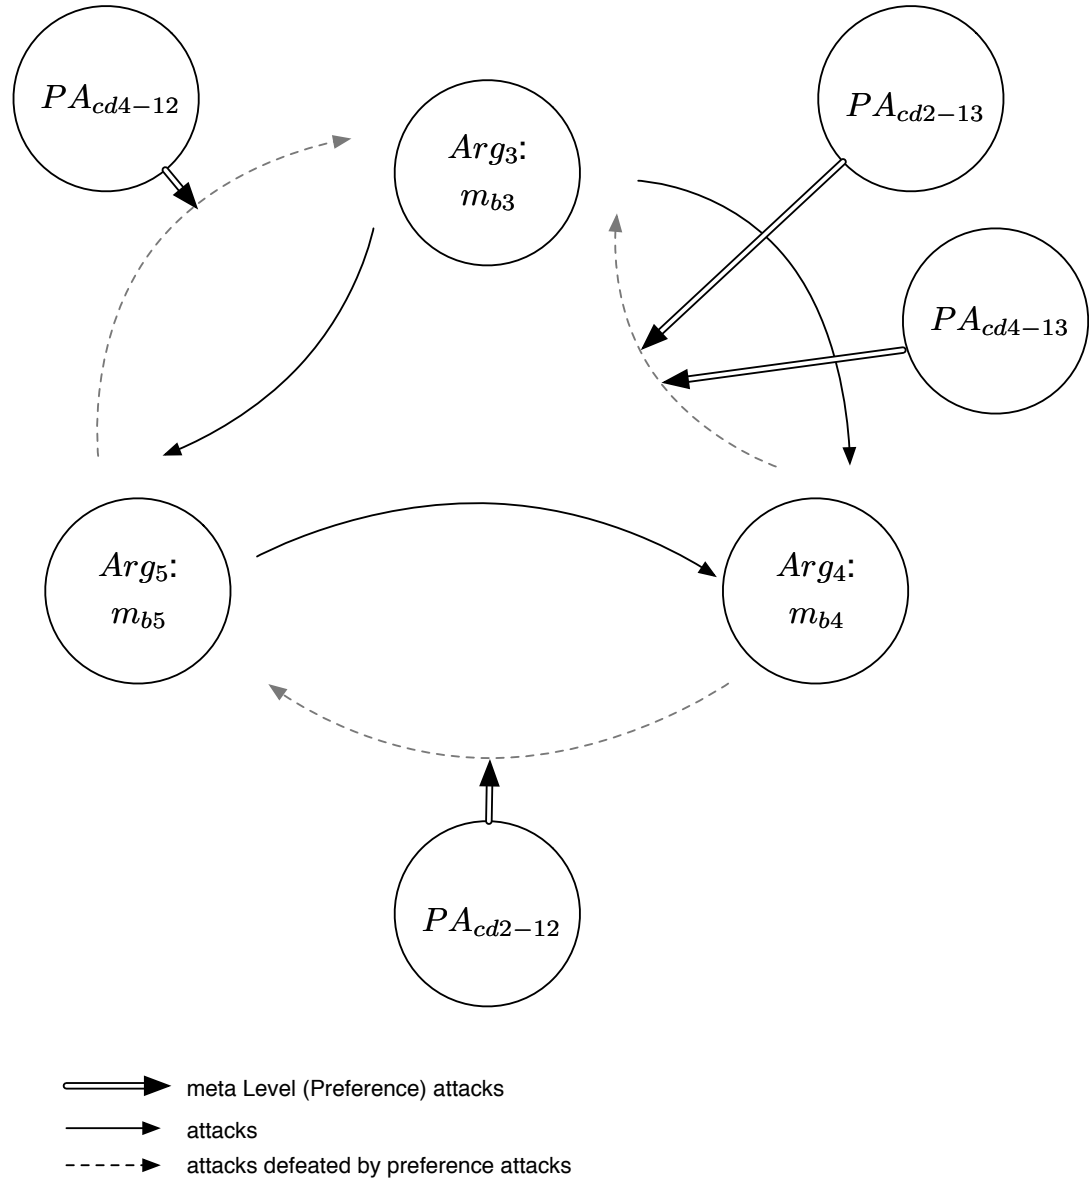 PA_{cd4-12}
PA_{cd2-13}
Arg_3:
m_{b3}
PA_{cd4-13}
Arg_5:
m_{b5}
Arg_4:
m_{b4}
PA_{cd2-12}
meta Level (Preference) attacks
attacks
attacks defeated by preference attacks